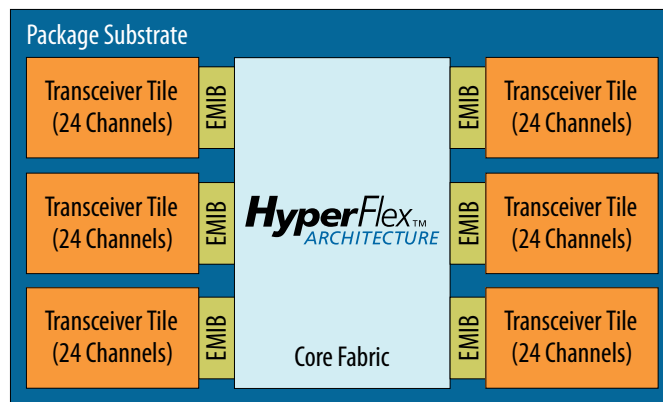 Package Substrate
Transceiver Tile
(24 Channels)
EMIB
EMIB
Transceiver Tile
(24 Channels)
Transceiver Tile
(24 Channels)
EMIB
HyperFlex™
ARCHITECTURE
EMIB
Transceiver Tile
(24 Channels)
Transceiver Tile
(24 Channels)
EMIB
Core Fabric
EMIB
Transceiver Tile
(24 Channels)